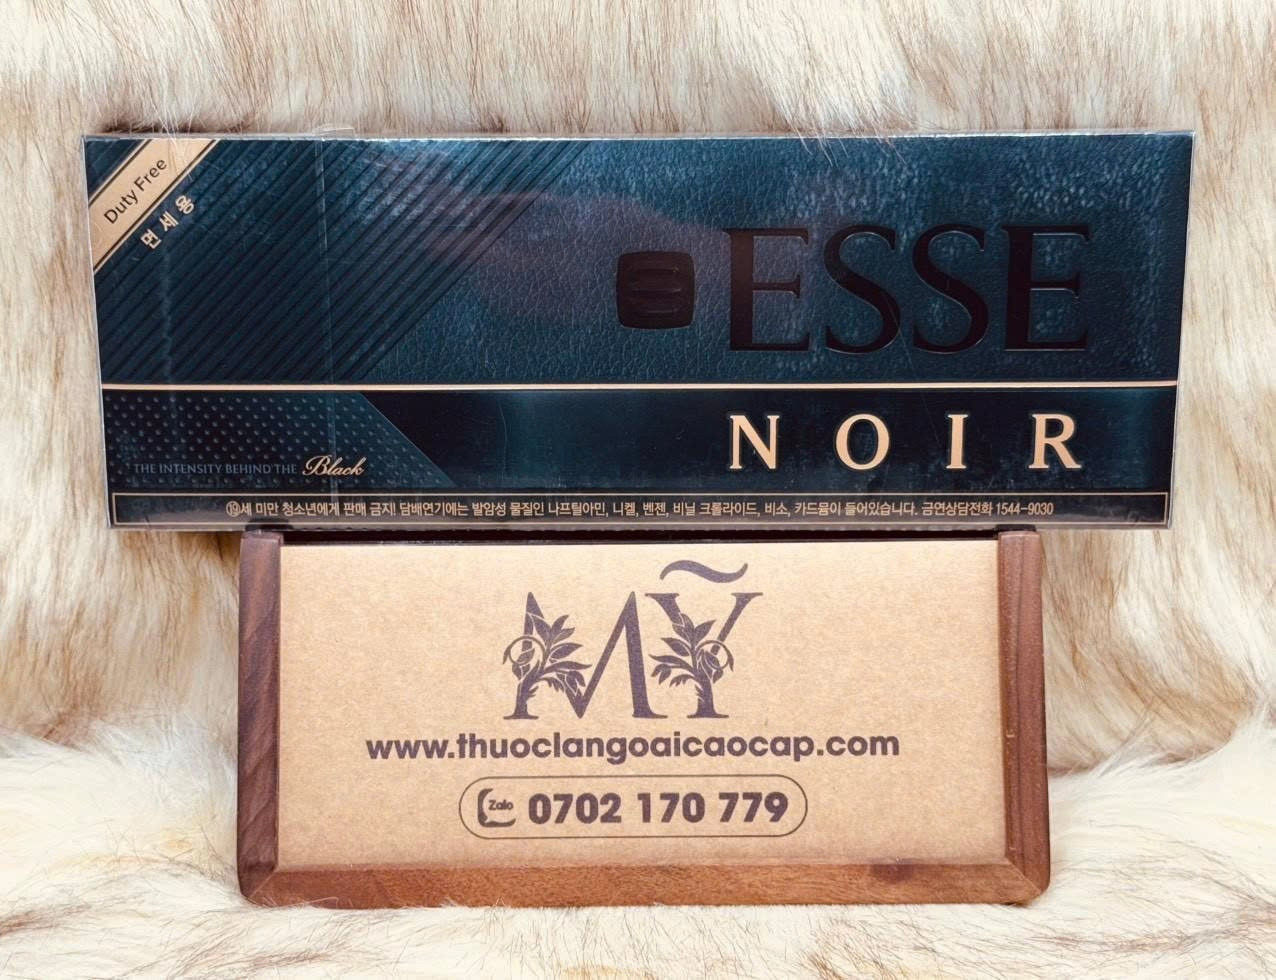 Duty Free
면세용
ESSE
NOIR
THE INTENSITY BEHIND THE Black
⑲세 미만 청소년에게 판매 금지! 담배연기에는 발암성 물질인 나프틸아민, 니켈, 벤젠, 비닐 크롤라이드, 비소, 카드뮴이 들어있습니다. 금연상담전화 1544-9030
MỸ
www.thuoclangoaicaocap.com
Zalo 0702 170 779